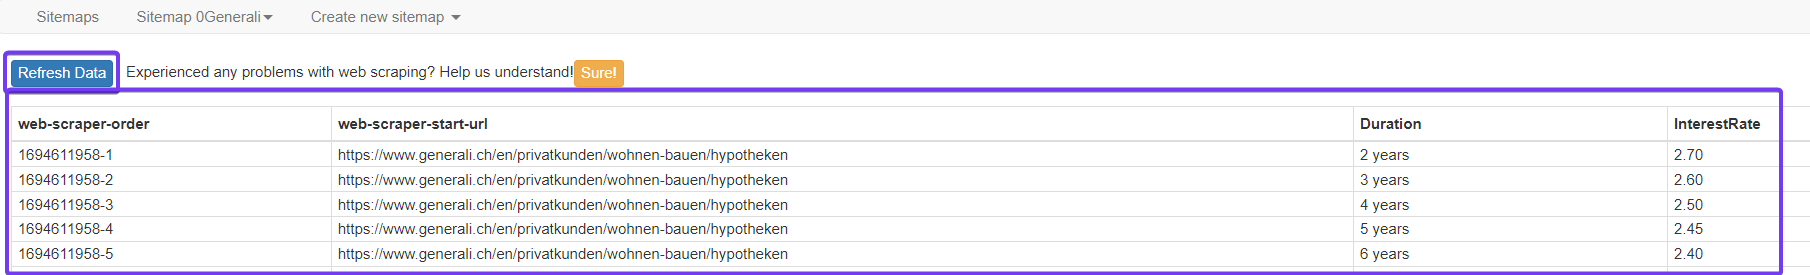 Sitemaps Sitemap 0Generali Create new sitemap
Refresh Data Experienced any problems with web scraping? Help us understand! Sure!
web-scraper-order web-scraper-start-url Duration InterestRate
1694611958-1 https://www.generali.ch/en/privatkunden/wohnen-bauen/hypotheken 2 years 2.70
1694611958-2 https://www.generali.ch/en/privatkunden/wohnen-bauen/hypotheken 3 years 2.60
1694611958-3 https://www.generali.ch/en/privatkunden/wohnen-bauen/hypotheken 4 years 2.50
1694611958-4 https://www.generali.ch/en/privatkunden/wohnen-bauen/hypotheken 5 years 2.45
1694611958-5 https://www.generali.ch/en/privatkunden/wohnen-bauen/hypotheken 6 years 2.40